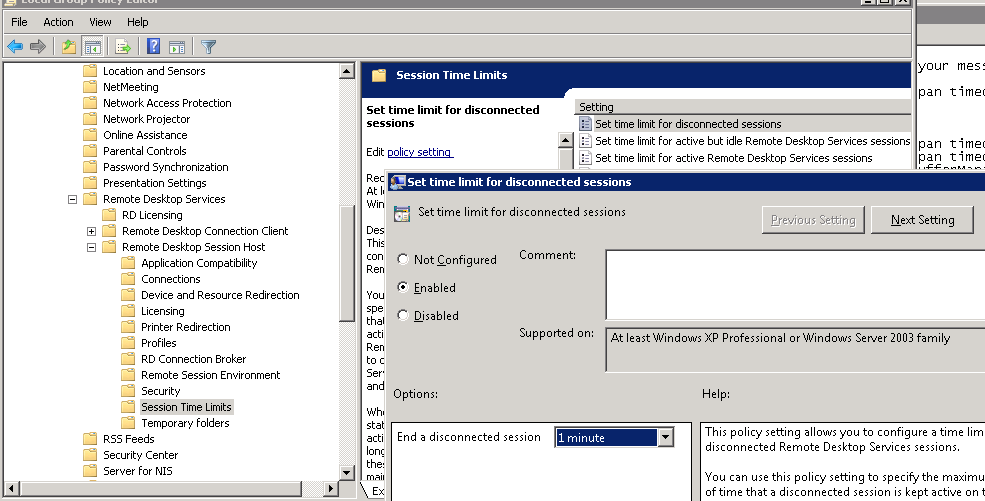 Local Group Policy Editor
File Action View Help
Location and Sensors
NetMeeting
Network Access Protection
Network Projector
Online Assistance
Parental Controls
Password Synchronization
Presentation Settings
Remote Desktop Services
RD Licensing
Remote Desktop Connection Client
Remote Desktop Session Host
Application Compatibility
Connections
Device and Resource Redirection
Licensing
Printer Redirection
Profiles
RD Connection Broker
Remote Session Environment
Security
Session Time Limits
Temporary folders
RSS Feeds
Security Center
Server for NIS
Session Time Limits
Set time limit for disconnected
sessions
Edit policy setting
At le
Win
Des
This
con
Rem
You
spe
that
acti
Rem
to c
Serv
and
stat
acti
long
thes
main
Ex
Setting
Set time limit for disconnected sessions
Set time limit for active but idle Remote Desktop Services sessions
Set time limit for active Remote Desktop Services sessions
your mess
pan timed
pan timed
pan timed
Set time limit for disconnected sessions
Set time limit for disconnected sessions
Previous Setting
Next Setting
Not Configured
Enabled
Disabled
Comment:
Supported on:
At least Windows XP Professional or Windows Server 2003 family
Options:
Help:
End a disconnected session
1 minute
This policy setting allows you to configure a time lim
disconnected Remote Desktop Services sessions.
You can use this policy setting to specify the maximu
of time that a disconnected session is kept active on t